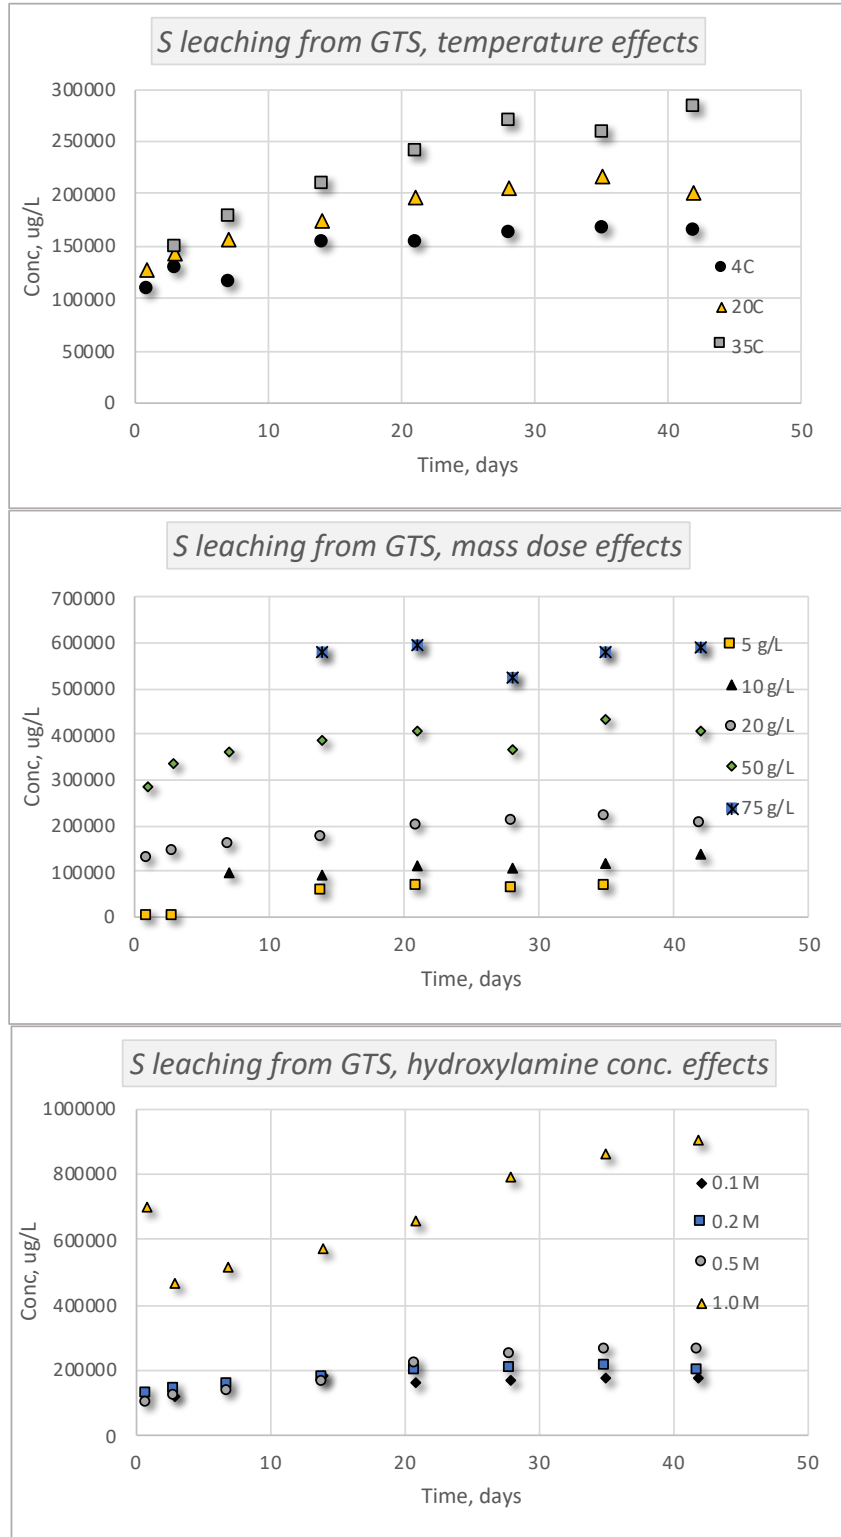 S leaching from GTS, temperature effects
300000
250000
200000
150000
100000
50000
0
Conc, ug/L
4C
20C
35C
0 10 20 30 40 50
Time, days
S leaching from GTS, mass dose effects
700000
600000
500000
400000
300000
200000
100000
0
Conc, ug/L
5 g/L
10 g/L
20 g/L
50 g/L
75 g/L
0 10 20 30 40 50
Time, days
S leaching from GTS, hydroxylamine conc. effects
1000000
800000
600000
400000
200000
0
Conc, ug/L
0.1 M
0.2 M
0.5 M
1.0 M
0 10 20 30 40 50
Time, days